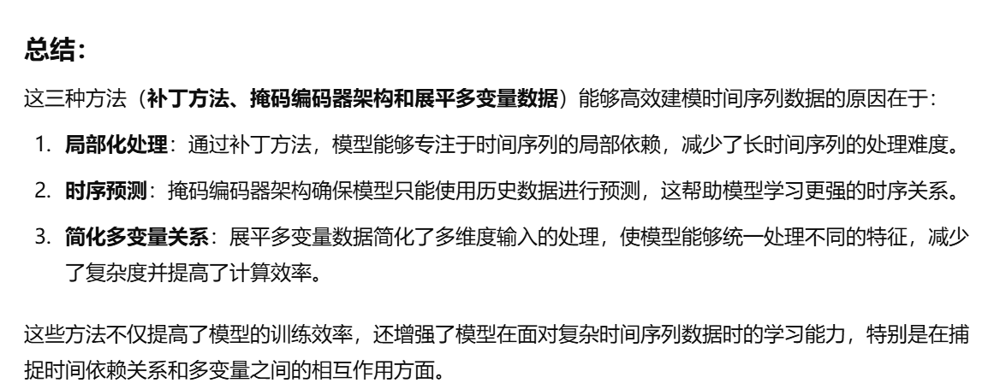 总结：
这三种方法（补丁方法、掩码编码器架构和展平多变量数据）能够高效建模时间序列数据的原因在于：
1. 局部化处理：通过补丁方法，模型能够专注于时间序列的局部依赖，减少了长时间序列的处理难度。
2. 时序预测：掩码编码器架构确保模型只能使用历史数据进行预测，这帮助模型学习更强的时序关系。
3. 简化多变量关系：展平多变量数据简化了多维度输入的处理，使模型能够统一处理不同的特征，减少
了复杂度并提高了计算效率。
这些方法不仅提高了模型的训练效率，还增强了模型在面对复杂时间序列数据时的学习能力，特别是在捕
捉时间依赖关系和多变量之间的相互作用方面。